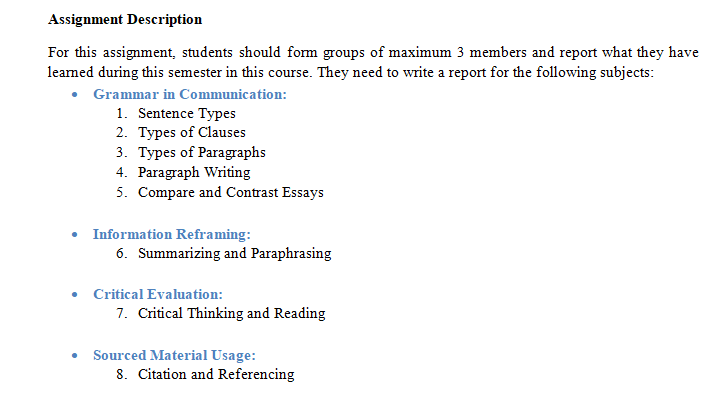 Assignment Description
For this assignment, students should form groups of maximum 3 members and report what they have
learned during this semester in this course. They need to write a report for the following subjects:
• Grammar in Communication:
1. Sentence Types
2. Types of Clauses
3. Types of Paragraphs
4. Paragraph Writing
5. Compare and Contrast Essays
• Information Reframing:
6. Summarizing and Paraphrasing
• Critical Evaluation:
7. Critical Thinking and Reading
• Sourced Material Usage:
8. Citation and Referencing